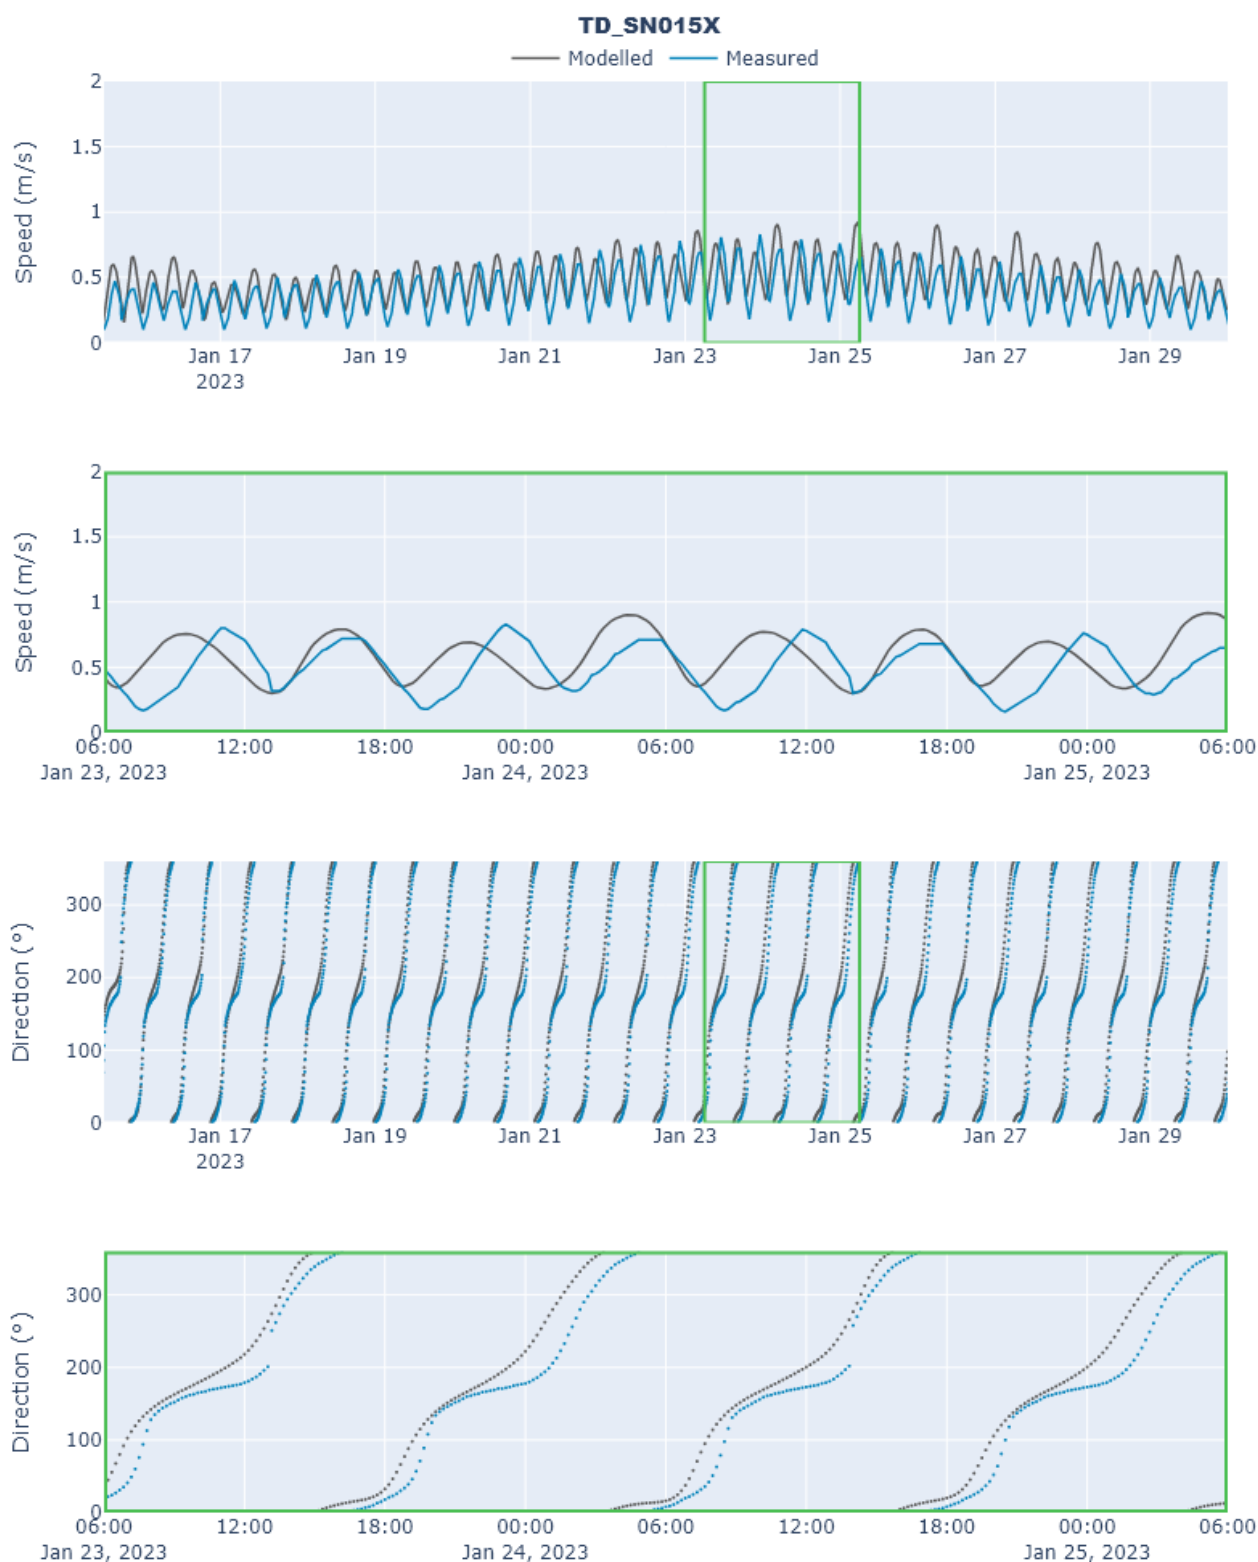 TD_SN015X
Modelled Measured
2
1.5
1
0.5
0
Speed (m/s)
Jan 17 Jan 19 Jan 21 Jan 23 Jan 25 Jan 27 Jan 29
2023
2
1.5
1
0.5
0
Speed (m/s)
06:00 12:00 18:00 00:00 06:00 12:00 18:00 00:00 06:00
Jan 23, 2023 Jan 24, 2023 Jan 25, 2023
300
200
100
0
Direction (°)
Jan 17 Jan 19 Jan 21 Jan 23 Jan 25 Jan 27 Jan 29
2023
300
200
100
0
Direction (°)
06:00 12:00 18:00 00:00 06:00 12:00 18:00 00:00 06:00
Jan 23, 2023 Jan 24, 2023 Jan 25, 2023